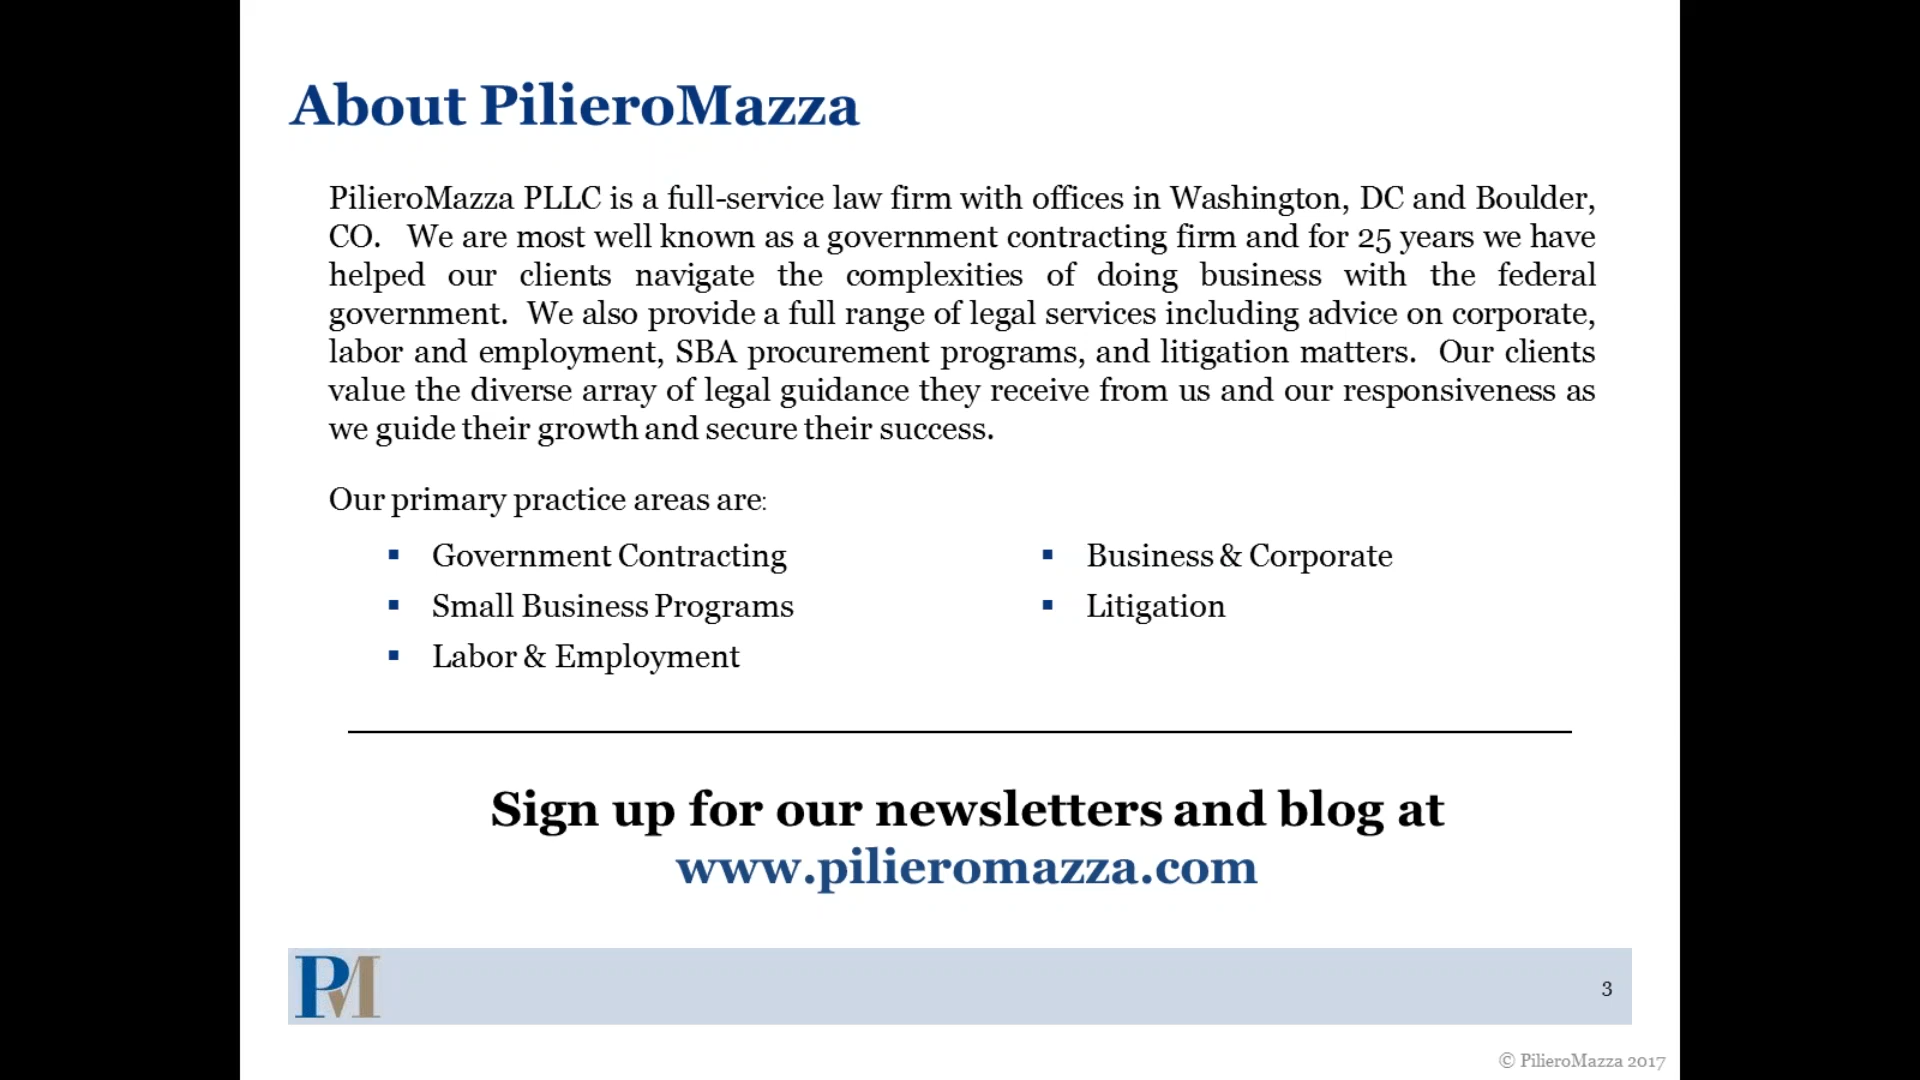 About PilieroMazza
PilieroMazza PLLC is a full-service law firm with offices in Washington, DC and Boulder,
CO. We are most well known as a government contracting firm and for 25 years we have
helped our clients navigate the complexities of doing business with the federal
government. We also provide a full range of legal services including advice on corporate,
labor and employment, SBA procurement programs, and litigation matters. Our clients
value the diverse array of legal guidance they receive from us and our responsiveness as
we guide their growth and secure their success.
Our primary practice areas are:
▪ Government Contracting
▪ Small Business Programs
▪ Labor & Employment
▪ Business & Corporate
▪ Litigation
Sign up for our newsletters and blog at
www.pilieromazza.com
PM
3
© PilieroMazza 2017